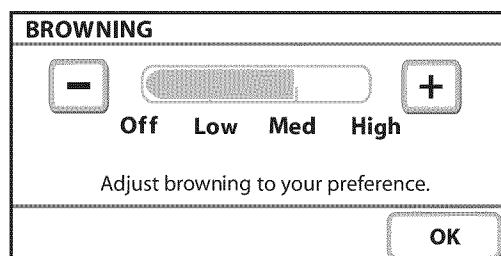 BROWNING
− +
Off Low Med High
Adjust browning to your preference.
OK